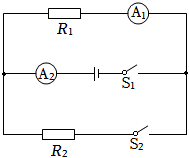 R₁ A₁
A₂ S₁
R₂ S₂